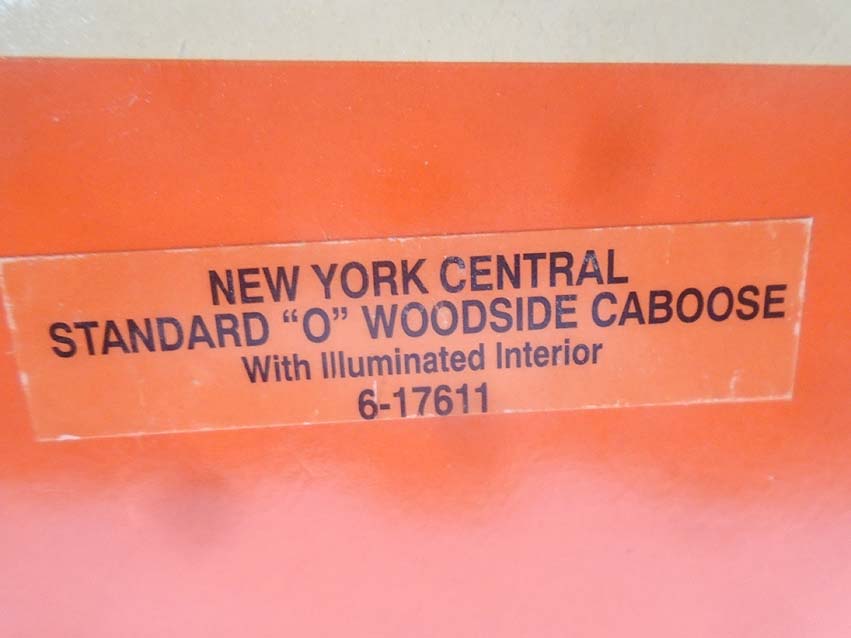 NEW YORK CENTRAL
STANDARD “O” WOODSIDE CABOOSE
With Illuminated Interior
6-17611